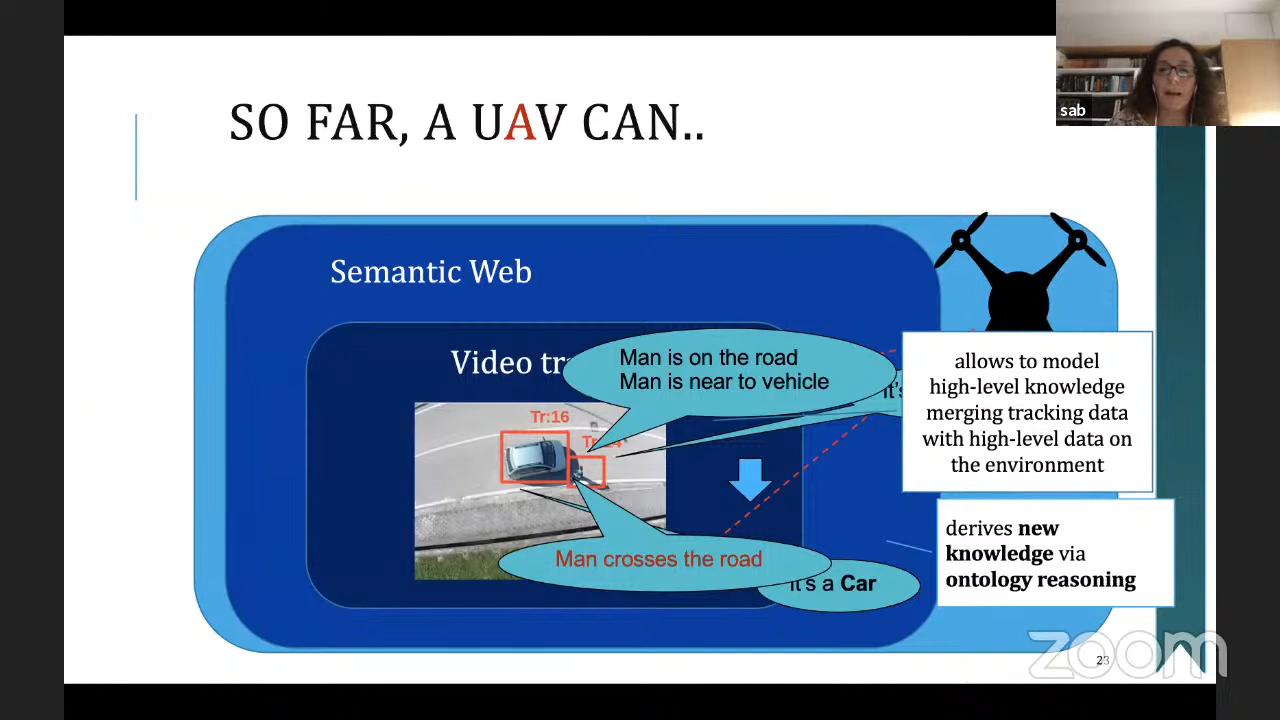 sab
SO FAR, A UAV CAN..
Semantic Web
Video
Man is on the road
Man is near to vehicle
Tr:16
allows to model
high-level knowledge
merging tracking data
with high-level data on
the environment
derives new
knowledge via
ontology reasoning
Man crosses the road
It's a Car
zoom
23